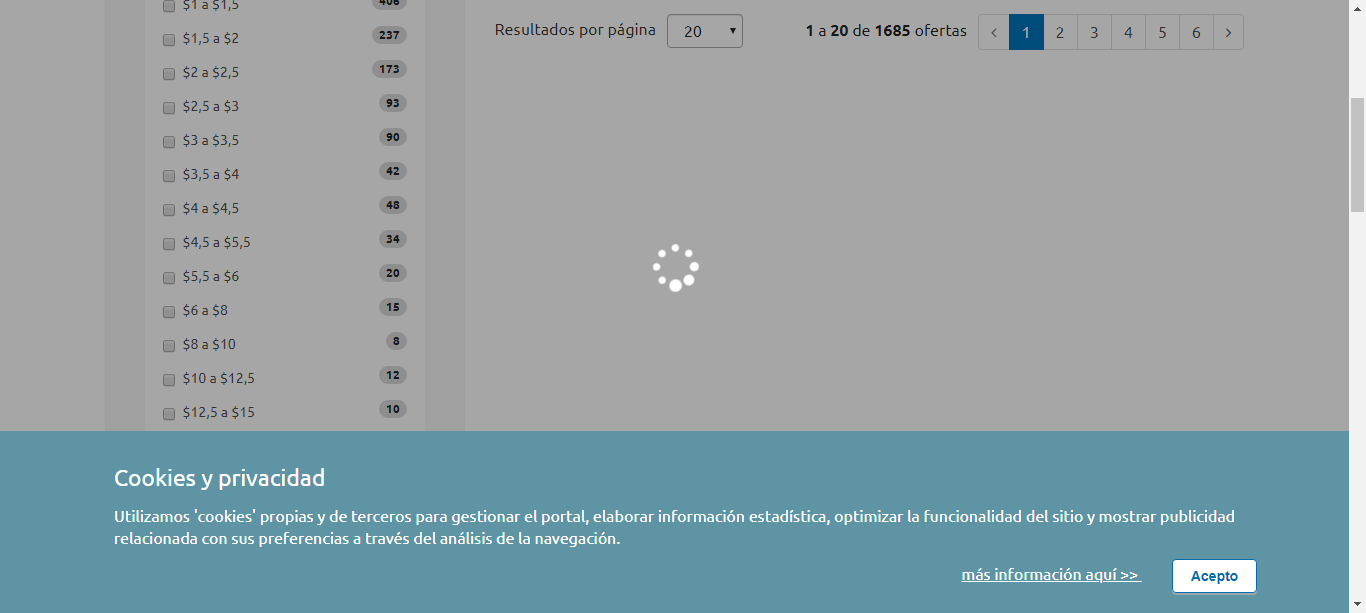 $1 a $1,5 406
$1,5 a $2 237
$2 a $2,5 173
$2,5 a $3 93
$3 a $3,5 90
$3,5 a $4 42
$4 a $4,5 48
$4,5 a $5,5 34
$5,5 a $6 20
$6 a $8 15
$8 a $10 8
$10 a $12,5 12
$12,5 a $15 10
Resultados por página 20 1 a 20 de 1685 ofertas ‹ 1 2 3 4 5 6 ›
Cookies y privacidad
Utilizamos 'cookies' propias y de terceros para gestionar el portal, elaborar información estadística, optimizar la funcionalidad del sitio y mostrar publicidad
relacionada con sus preferencias a través del análisis de la navegación.
más información aquí >> Acepto